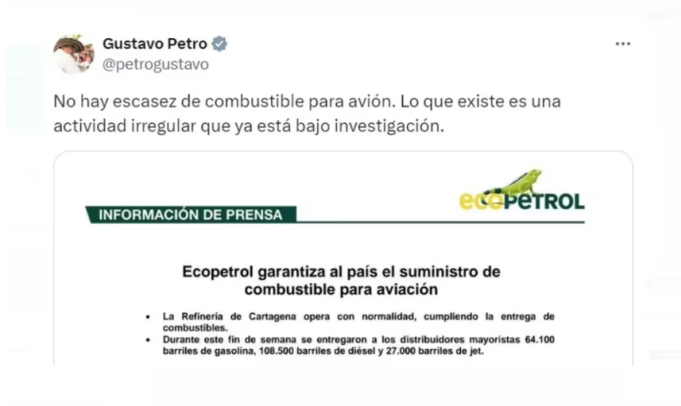 Gustavo Petro
@petrogustavo
No hay escasez de combustible para avión. Lo que existe es una
actividad irregular que ya está bajo investigación.
ecopetrol
INFORMACIÓN DE PRENSA
Ecopetrol garantiza al país el suministro de
combustible para aviación
• La Refinería de Cartagena opera con normalidad, cumpliendo la entrega de
combustibles.
• Durante este fin de semana se entregaron a los distribuidores mayoristas 64.100
barriles de gasolina, 108.500 barriles de diésel y 27.000 barriles de jet.